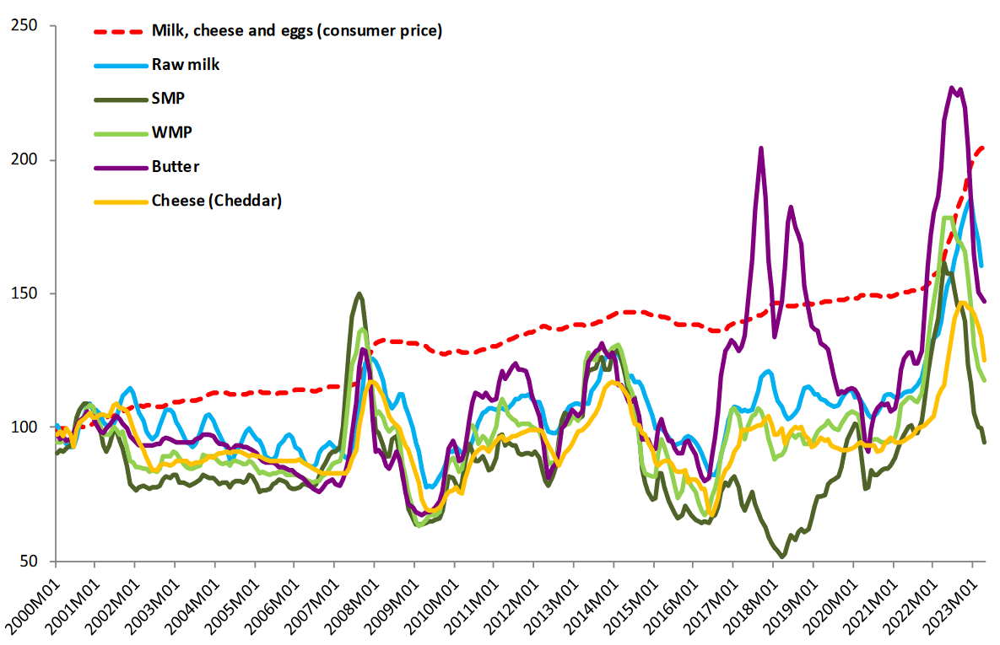 250
200
150
100
50
Milk, cheese and eggs (consumer price)
Raw milk
SMP
WMP
Butter
Cheese (Cheddar)
2000M01
2001M01
2002M01
2003M01
2004M01
2005M01
2006M01
2007M01
2008M01
2009M01
2010M01
2011M01
2012M01
2013M01
2014M01
2015M01
2016M01
2017M01
2018M01
2019M01
2020M01
2021M01
2022M01
2023M01